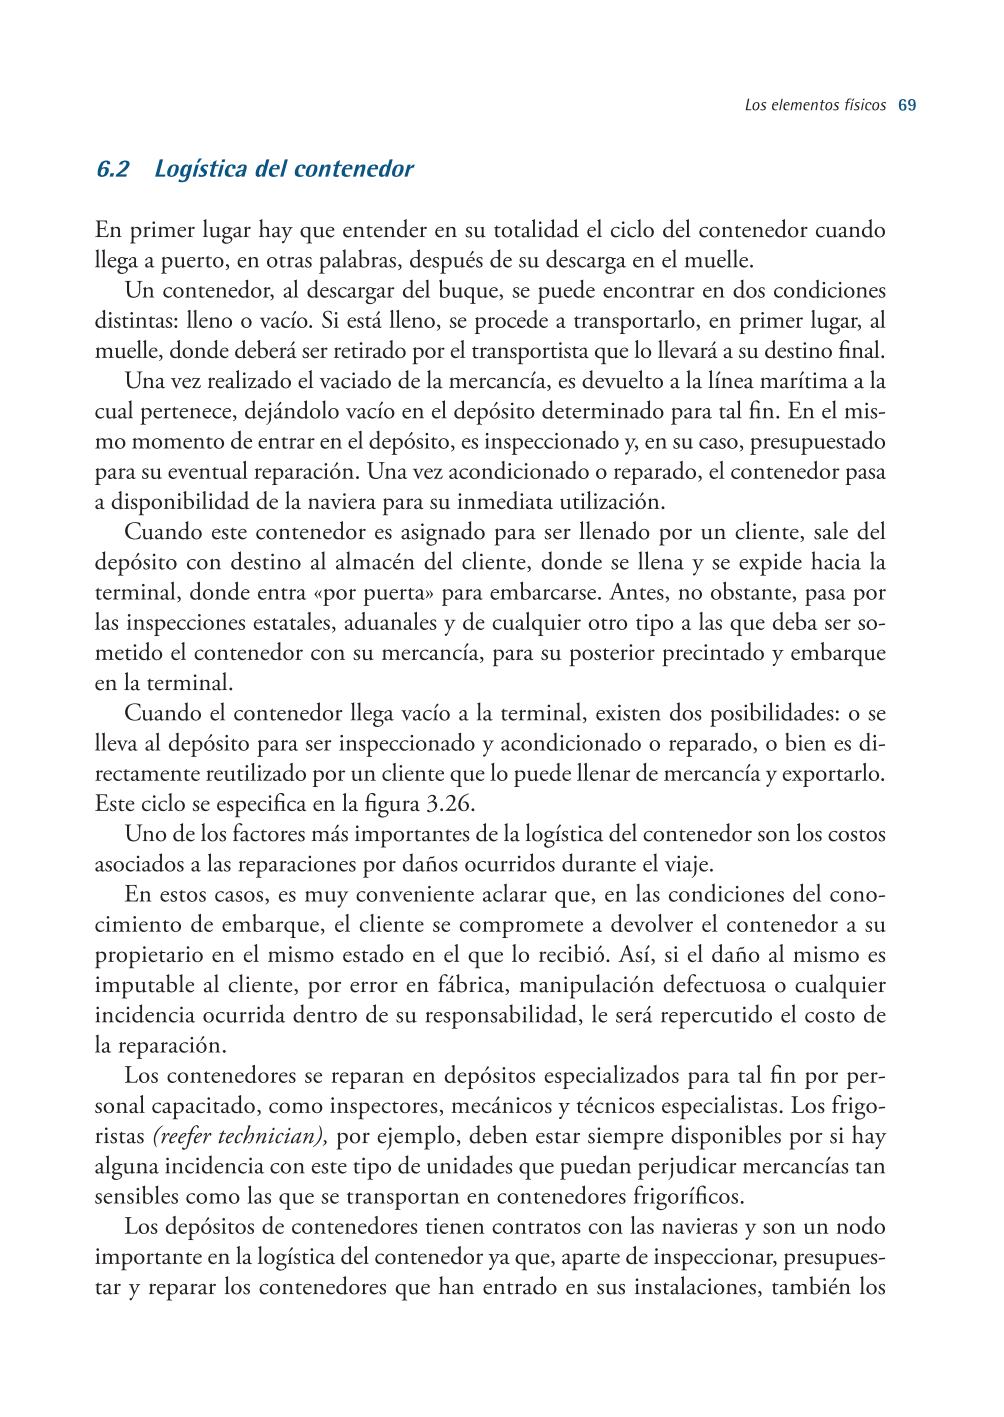 Los elementos físicos 69
6.2 Logística del contenedor
En primer lugar hay que entender en su totalidad el ciclo del contenedor cuando
llega a puerto, en otras palabras, después de su descarga en el muelle.
Un contenedor, al descargar del buque, se puede encontrar en dos condiciones
distintas: lleno o vacío. Si está lleno, se procede a transportarlo, en primer lugar, al
muelle, donde deberá ser retirado por el transportista que lo llevará a su destino final.
Una vez realizado el vaciado de la mercancía, es devuelto a la línea marítima a la
cual pertenece, dejándolo vacío en el depósito determinado para tal fin. En el mis-
mo momento de entrar en el depósito, es inspeccionado y, en su caso, presupuestado
para su eventual reparación. Una vez acondicionado o reparado, el contenedor pasa
a disponibilidad de la naviera para su inmediata utilización.
Cuando este contenedor es asignado para ser llenado por un cliente, sale del
depósito con destino al almacén del cliente, donde se llena y se expide hacia la
terminal, donde entra «por puerta» para embarcarse. Antes, no obstante, pasa por
las inspecciones estatales, aduanales y de cualquier otro tipo a las que deba ser so-
metido el contenedor con su mercancía, para su posterior precintado y embarque
en la terminal.
Cuando el contenedor llega vacío a la terminal, existen dos posibilidades: o se
lleva al depósito para ser inspeccionado y acondicionado o reparado, o bien es di-
rectamente reutilizado por un cliente que lo puede llenar de mercancía y exportarlo.
Este ciclo se especifica en la figura 3.26.
Uno de los factores más importantes de la logística del contenedor son los costos
asociados a las reparaciones por daños ocurridos durante el viaje.
En estos casos, es muy conveniente aclarar que, en las condiciones del cono-
cimiento de embarque, el cliente se compromete a devolver el contenedor a su
propietario en el mismo estado en el que lo recibió. Así, si el daño al mismo es
imputable al cliente, por error en fábrica, manipulación defectuosa o cualquier
incidencia ocurrida dentro de su responsabilidad, le será repercutido el costo de
la reparación.
Los contenedores se reparan en depósitos especializados para tal fin por per-
sonal capacitado, como inspectores, mecánicos y técnicos especialistas. Los frigo-
ristas (reefer technician), por ejemplo, deben estar siempre disponibles por si hay
alguna incidencia con este tipo de unidades que puedan perjudicar mercancías tan
sensibles como las que se transportan en contenedores frigoríficos.
Los depósitos de contenedores tienen contratos con las navieras y son un nodo
importante en la logística del contenedor ya que, aparte de inspeccionar, presupues-
tar y reparar los contenedores que han entrado en sus instalaciones, también los